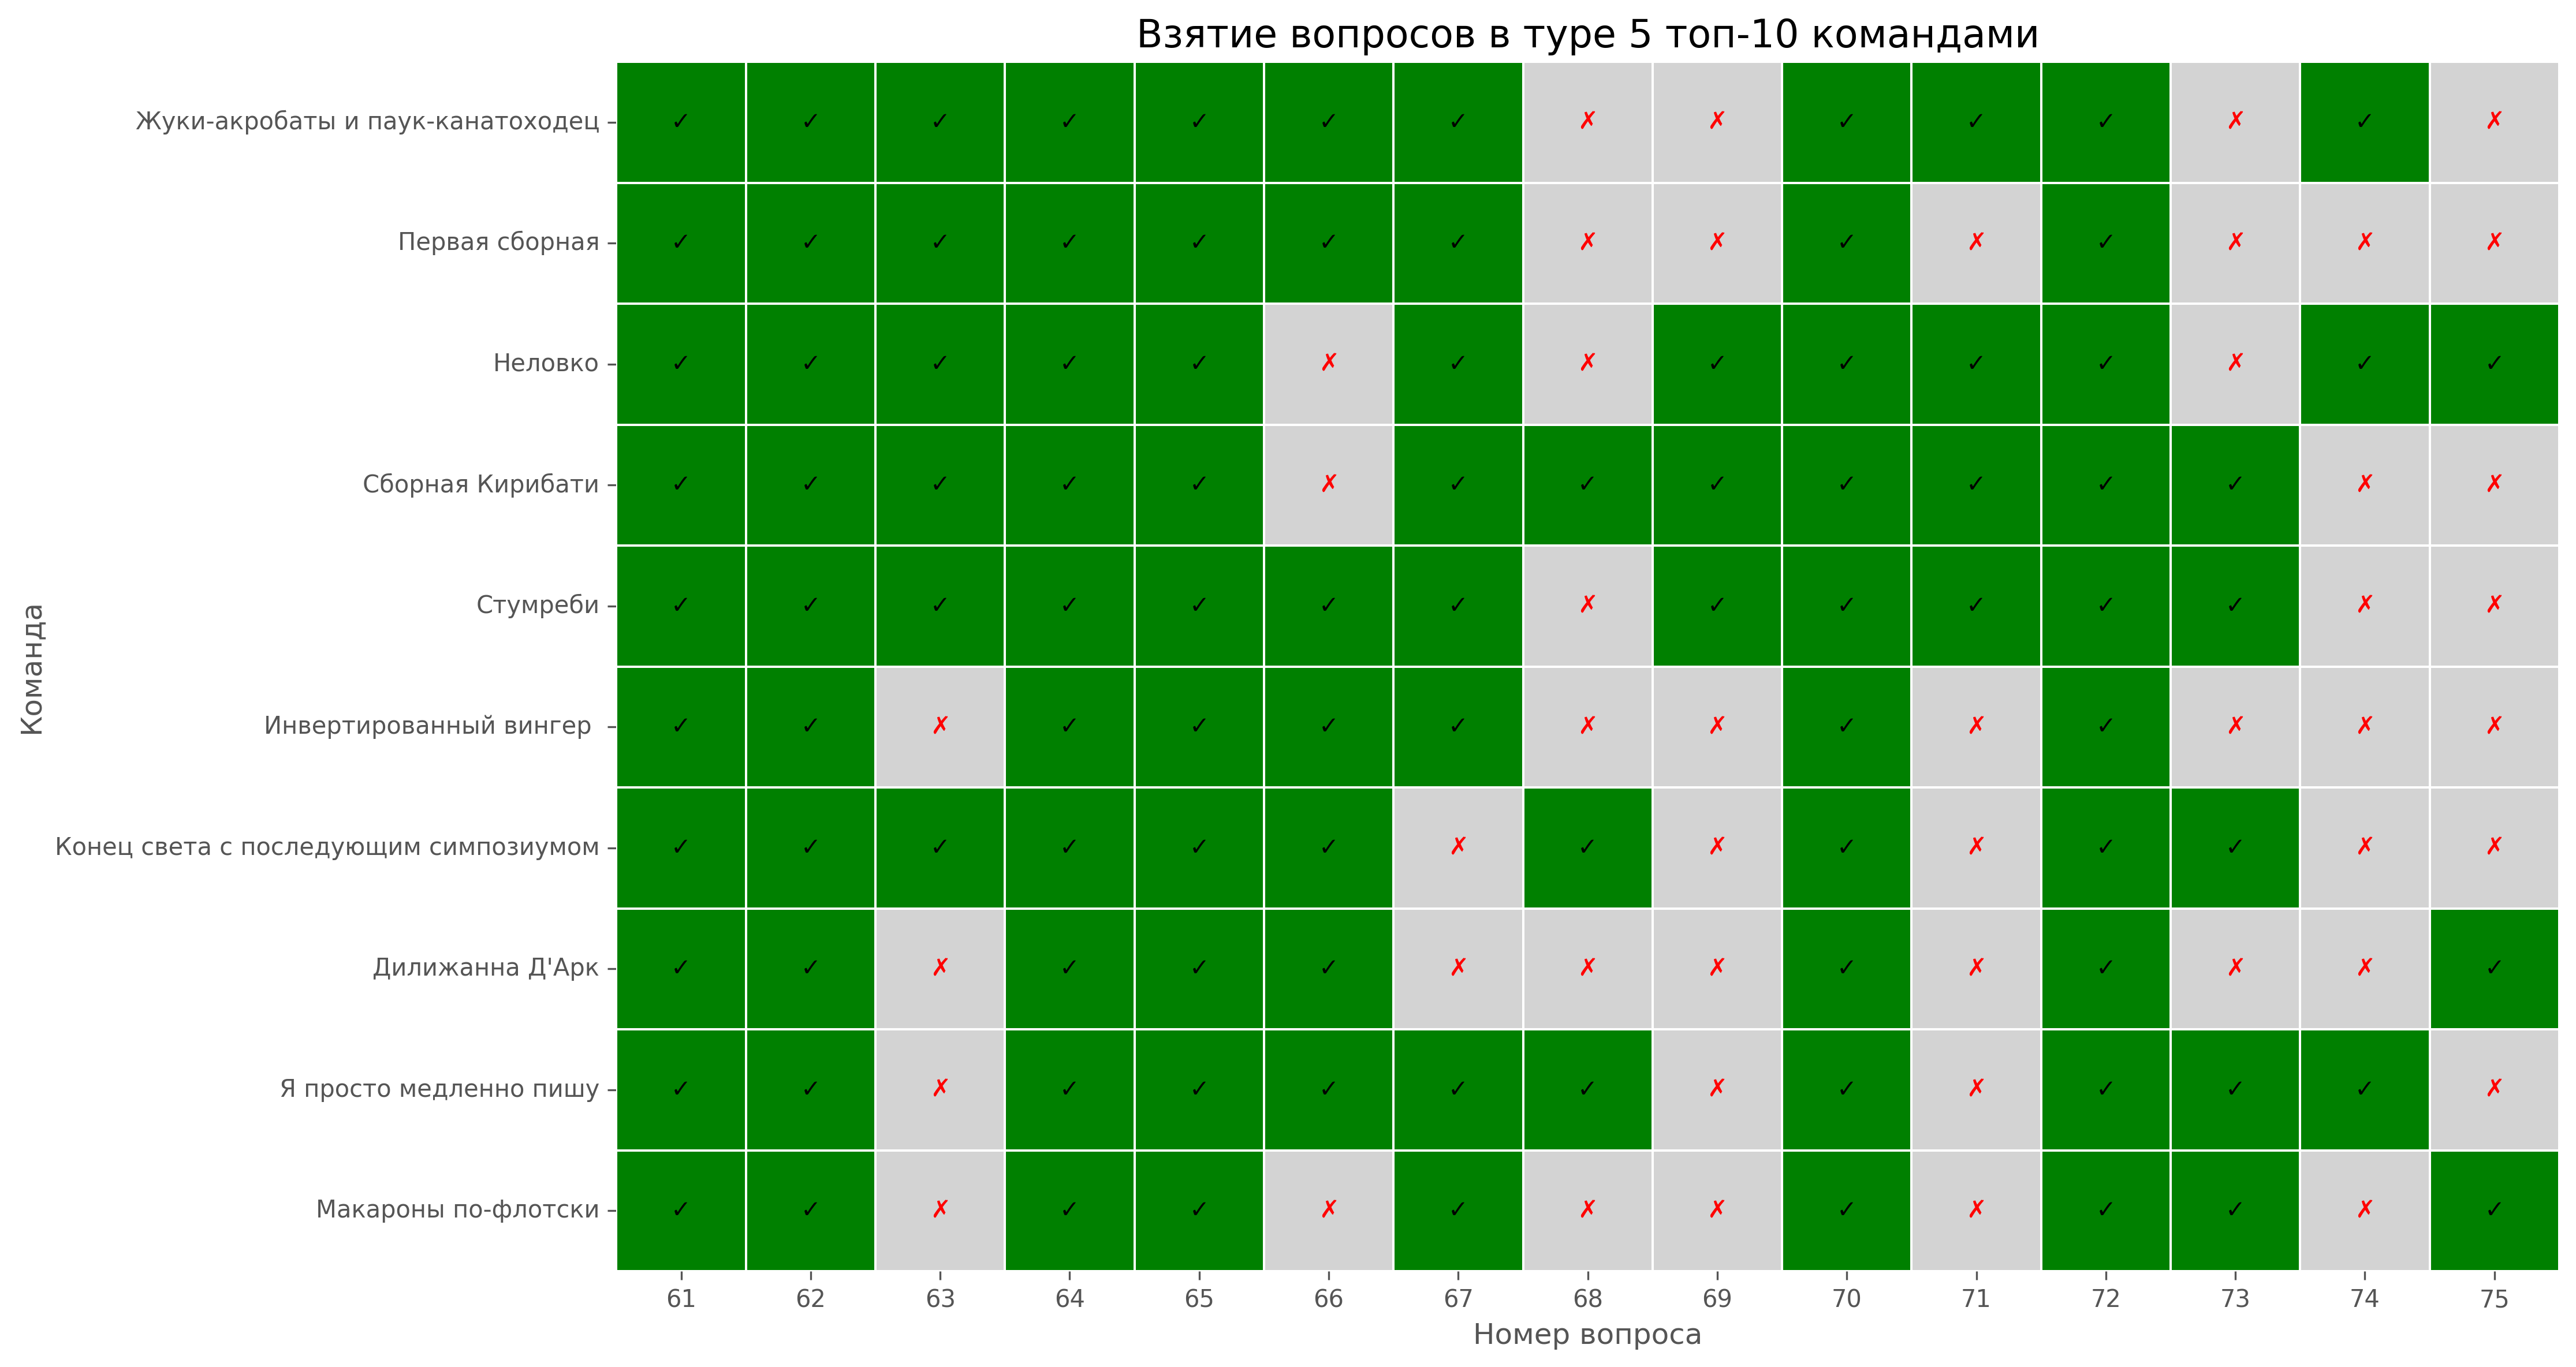 Взятие вопросов в туре 5 топ-10 командами
Команда
Жуки-акробаты и паук-канатоходец ✓ ✓ ✓ ✓ ✓ ✓ ✓ ✗ ✗ ✓ ✓ ✓ ✗ ✓ ✗
Первая сборная ✓ ✓ ✓ ✓ ✓ ✓ ✓ ✗ ✗ ✓ ✗ ✓ ✗ ✗ ✗
Неловко ✓ ✓ ✓ ✓ ✓ ✗ ✓ ✗ ✓ ✓ ✓ ✓ ✗ ✓ ✓
Сборная Кирибати ✓ ✓ ✓ ✓ ✓ ✗ ✓ ✓ ✓ ✓ ✓ ✓ ✓ ✗ ✗
Стумреби ✓ ✓ ✓ ✓ ✓ ✓ ✓ ✗ ✓ ✓ ✓ ✓ ✓ ✗ ✗
Инвертированный вингер ✓ ✓ ✗ ✓ ✓ ✓ ✓ ✗ ✗ ✓ ✗ ✓ ✗ ✗ ✗
Конец света с последующим симпозиумом ✓ ✓ ✓ ✓ ✓ ✓ ✗ ✓ ✗ ✓ ✗ ✓ ✓ ✗ ✗
Дилижанна Д'Арк ✓ ✓ ✗ ✓ ✓ ✓ ✗ ✗ ✗ ✓ ✗ ✓ ✗ ✗ ✓
Я просто медленно пишу ✓ ✓ ✗ ✓ ✓ ✓ ✓ ✓ ✗ ✓ ✗ ✓ ✓ ✓ ✗
Макароны по-флотски ✓ ✓ ✗ ✓ ✓ ✗ ✓ ✗ ✗ ✓ ✗ ✓ ✓ ✗ ✓
61 62 63 64 65 66 67 68 69 70 71 72 73 74 75
Номер вопроса